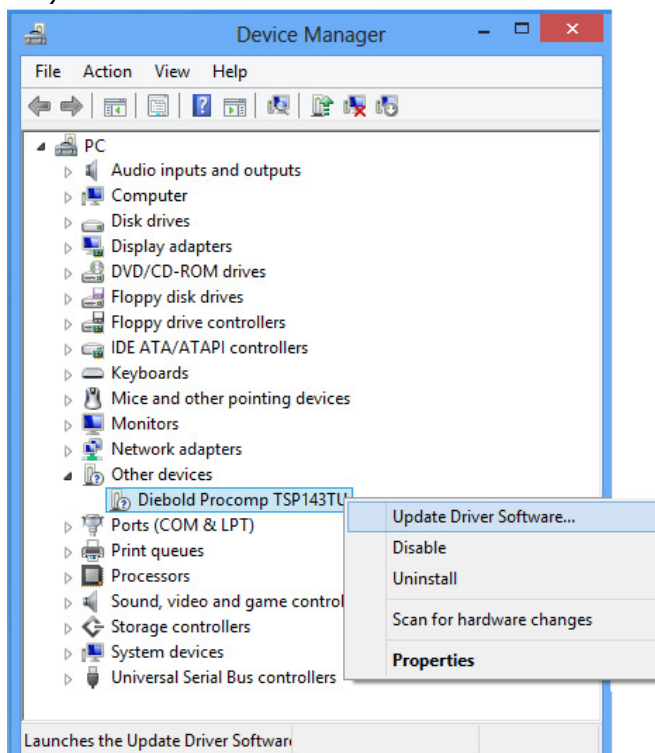 Device Manager
File Action View Help
PC
Audio inputs and outputs
Computer
Disk drives
Display adapters
DVD/CD-ROM drives
Floppy disk drives
Floppy drive controllers
IDE ATA/ATAPI controllers
Keyboards
Mice and other pointing devices
Monitors
Network adapters
Other devices
Diebold Procomp TSP143TU
Ports (COM & LPT)
Print queues
Processors
Sound, video and game control
Storage controllers
System devices
Universal Serial Bus controllers
Update Driver Software...
Disable
Uninstall
Scan for hardware changes
Properties
Launches the Update Driver Softwar